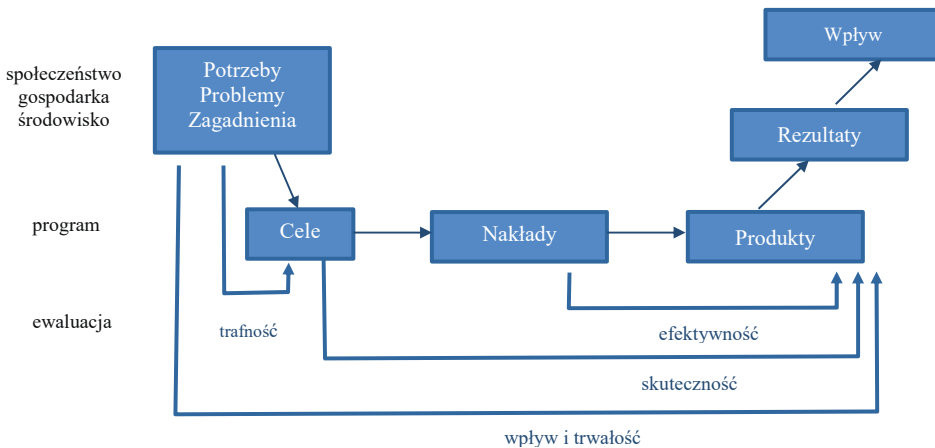 Wpływ
społeczeństwo
gospodarka
środowisko
Potrzeby
Problemy
Zagadnienia
Rezultaty
program
Cele
Nakłady
Produkty
ewaluacja
trafność
efektywność
skuteczność
wpływ i trwałość